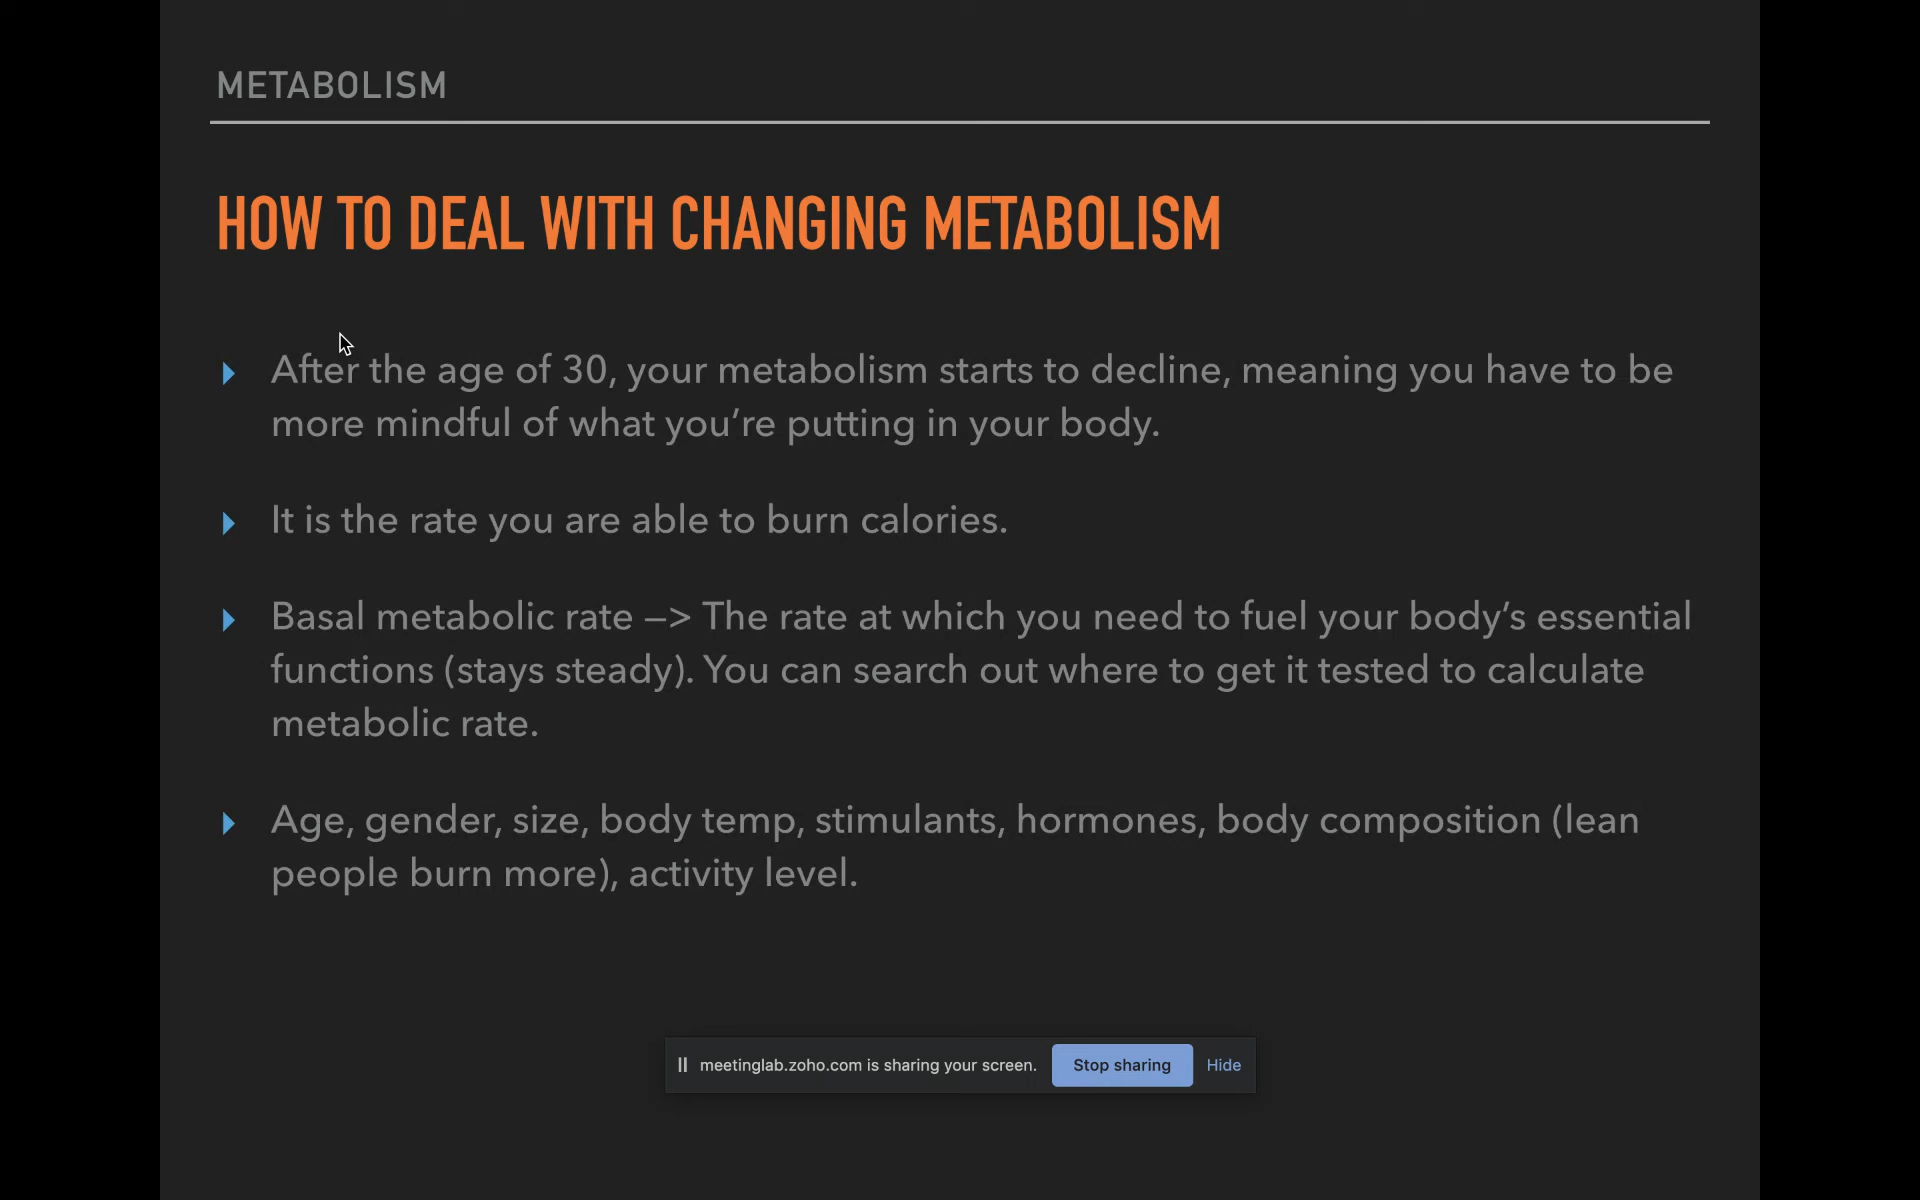 METABOLISM
HOW TO DEAL WITH CHANGING METABOLISM
After the age of 30, your metabolism starts to decline, meaning you have to be
more mindful of what you’re putting in your body.
It is the rate you are able to burn calories.
Basal metabolic rate —> The rate at which you need to fuel your body’s essential
functions (stays steady). You can search out where to get it tested to calculate
metabolic rate.
Age, gender, size, body temp, stimulants, hormones, body composition (lean
people burn more), activity level.
meetinglab.zoho.com is sharing your screen. Stop sharing Hide